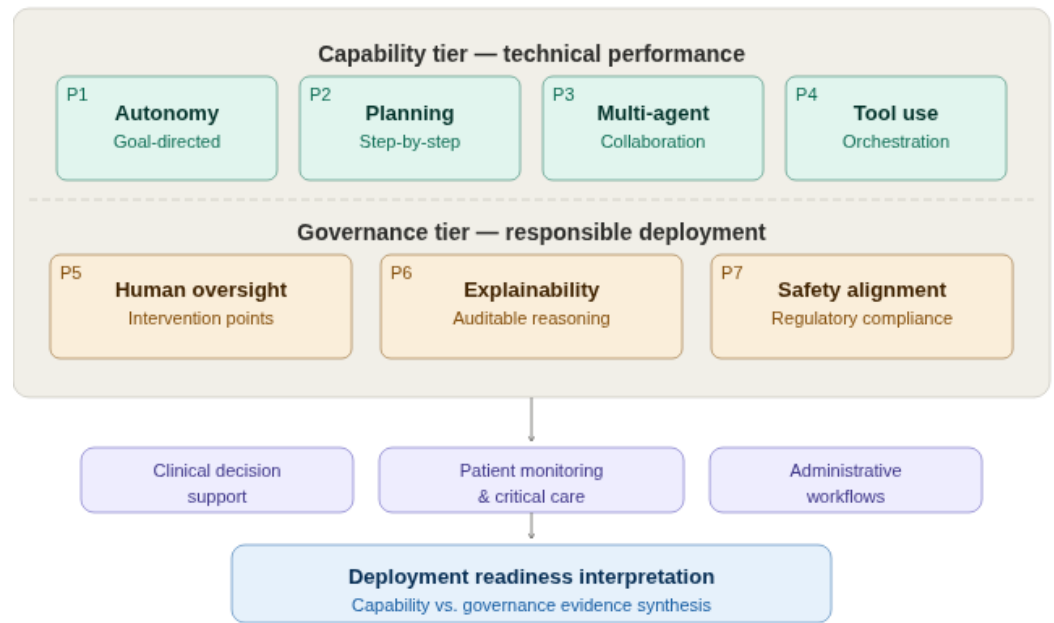 Capability tier — technical performance
P1
Autonomy
Goal-directed
P2
Planning
Step-by-step
P3
Multi-agent
Collaboration
P4
Tool use
Orchestration
Governance tier — responsible deployment
P5
Human oversight
Intervention points
P6
Explainability
Auditable reasoning
P7
Safety alignment
Regulatory compliance
Clinical decision
support
Patient monitoring
& critical care
Administrative
workflows
Deployment readiness interpretation
Capability vs. governance evidence synthesis